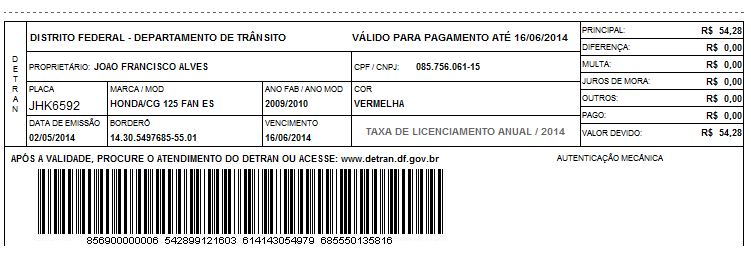 DETRAN
DISTRITO FEDERAL - DEPARTAMENTO DE TRÂNSITO
VÁLIDO PARA PAGAMENTO ATÉ 16/06/2014
PROPRIETÁRIO: JOAO FRANCISCO ALVES
CPF / CNPJ: 085.756.061-15
PLACA
JHK6592
MARCA / MOD
HONDA/CG 125 FAN ES
ANO FAB / ANO MOD
2009/2010
COR
VERMELHA
DATA DE EMISSÃO
02/05/2014
BORDERÔ
14.30.5497685-55.01
VENCIMENTO
16/06/2014
TAXA DE LICENCIAMENTO ANUAL / 2014
PRINCIPAL: R$ 54,28
DIFERENÇA: R$ 0,00
MULTA: R$ 0,00
JUROS DE MORA: R$ 0,00
OUTROS: R$ 0,00
PAGO: R$ 0,00
VALOR DEVIDO: R$ 54,28
APÓS A VALIDADE, PROCURE O ATENDIMENTO DO DETRAN OU ACESSE: www.detran.df.gov.br
AUTENTICAÇÃO MECÂNICA
856900000006 542899121603 614143054979 685550135816